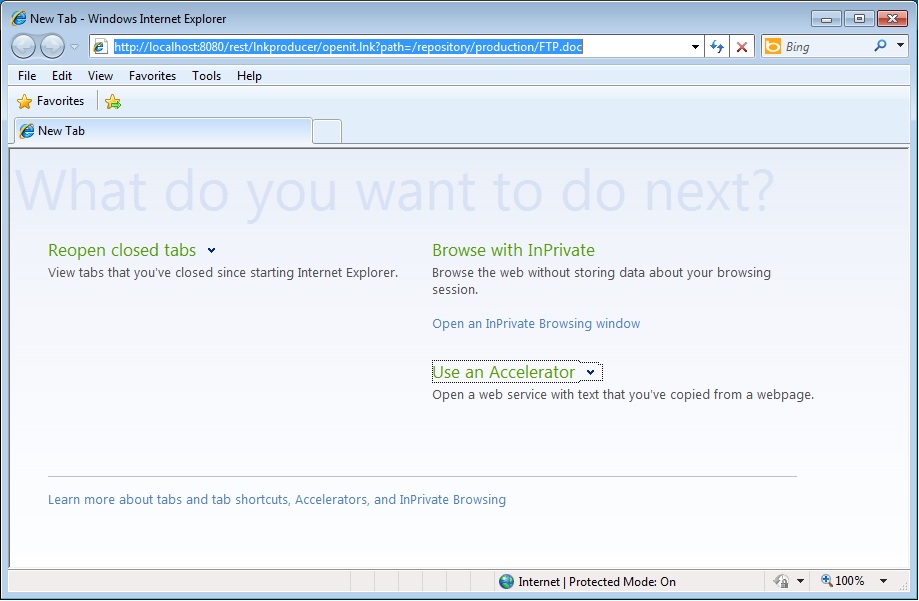 New Tab - Windows Internet Explorer
http://localhost:8080/rest/lnkproducer/openit.lnk?path=/repository/production/FTP.doc
Bing
File Edit View Favorites Tools Help
Favorites
New Tab
What do you want to do next?
Reopen closed tabs
View tabs that you've closed since starting Internet Explorer.
Browse with InPrivate
Browse the web without storing data about your browsing
session.
Open an InPrivate Browsing window
Use an Accelerator
Open a web service with text that you've copied from a webpage.
Learn more about tabs and tab shortcuts, Accelerators, and InPrivate Browsing
Internet | Protected Mode: On
100%